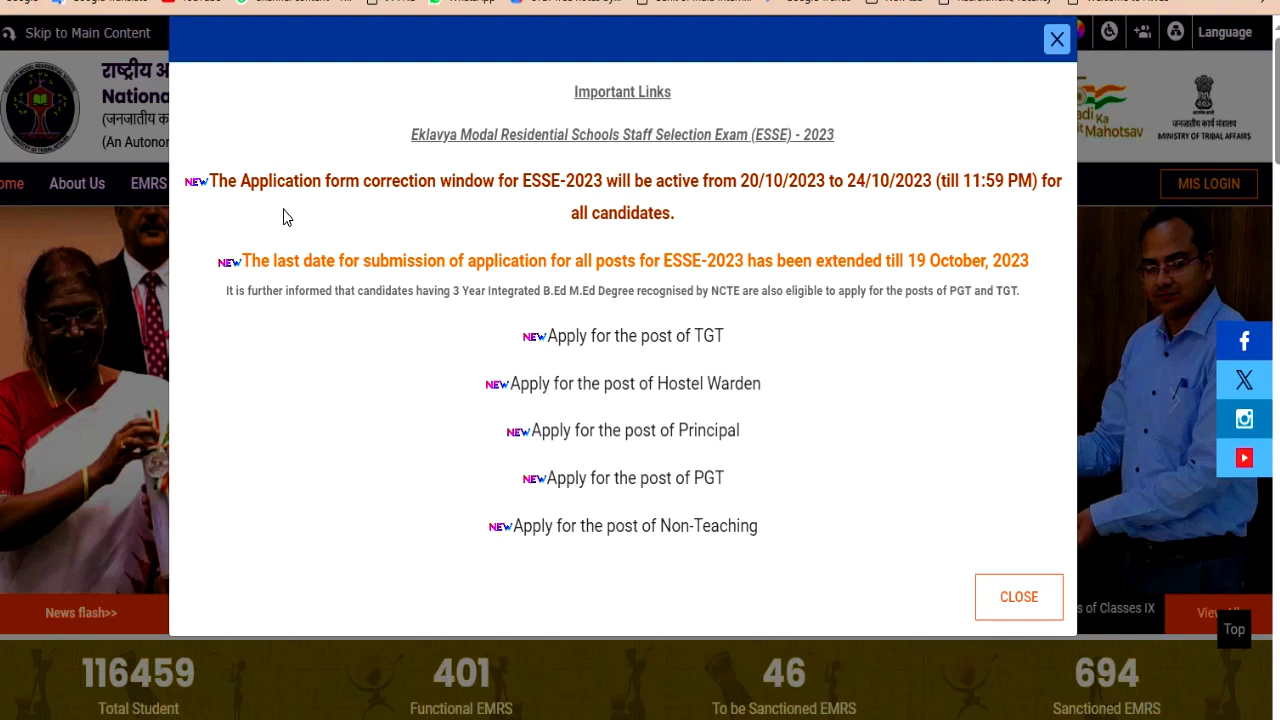 Skip to Main Content
Language
राष्ट्रीय
Nationa
(जनजातीय
(An Autonor
Mahotsav
जनजातीय कार्य मंत्रालय
MINISTRY OF TRIBAL AFFAIRS
ome
About Us
EMRS
MIS LOGIN
Important Links
Eklavya Modal Residential Schools Staff Selection Exam (ESSE) - 2023
NEW The Application form correction window for ESSE-2023 will be active from 20/10/2023 to 24/10/2023 (till 11:59 PM) for
all candidates.
NEW The last date for submission of application for all posts for ESSE-2023 has been extended till 19 October, 2023
It is further informed that candidates having 3 Year Integrated B.Ed M.Ed Degree recognised by NCTE are also eligible to apply for the posts of PGT and TGT.
NEW Apply for the post of TGT
NEW Apply for the post of Hostel Warden
NEW Apply for the post of Principal
NEW Apply for the post of PGT
NEW Apply for the post of Non-Teaching
CLOSE
News flash>>
s of Classes IX
Top
116459
401
46
694
Total Student
Functional EMRS
To be Sanctioned EMRS
Sanctioned EMRS